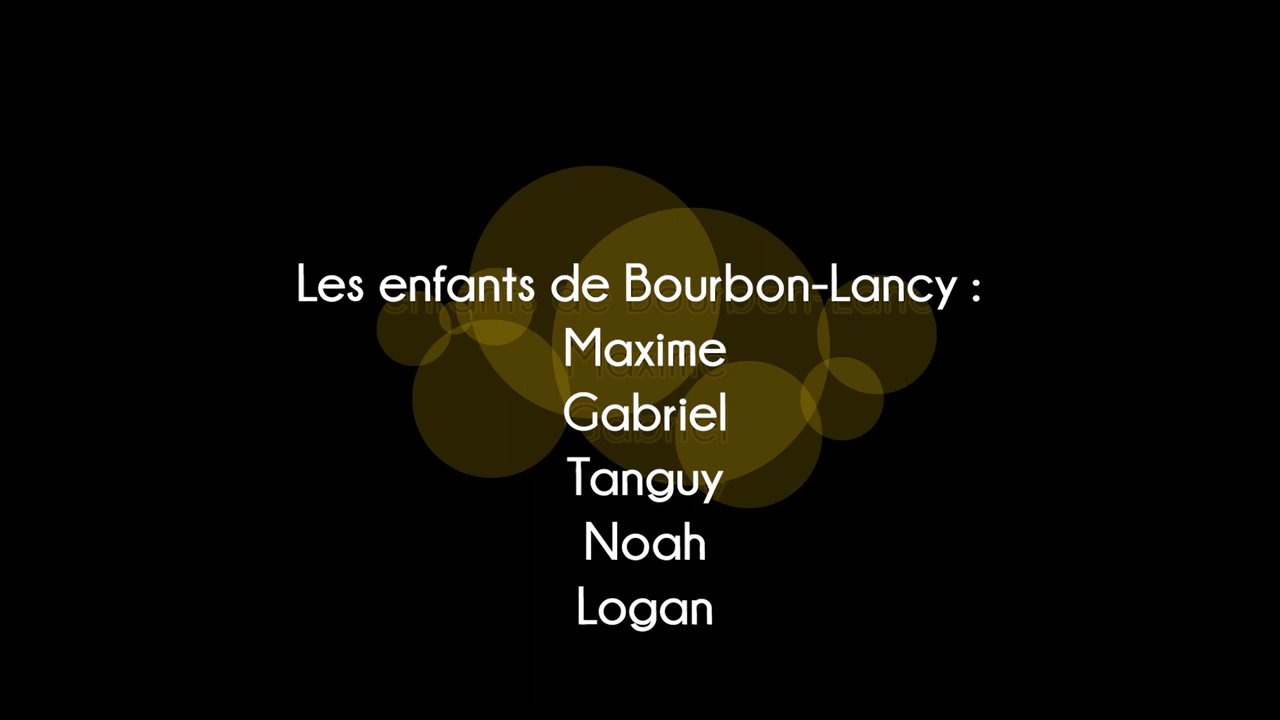 Les enfants de Bourbon-Lancy :
Maxime
Gabriel
Tanguy
Noah
Logan